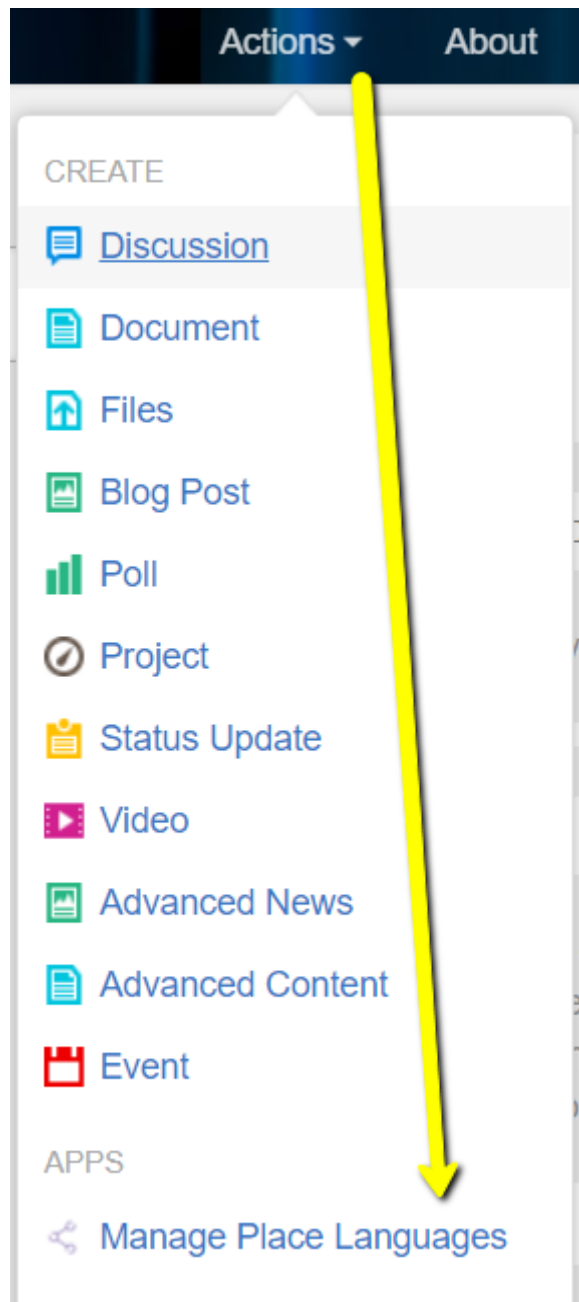 Actions About
CREATE
Discussion
Document
Files
Blog Post
Poll
Project
Status Update
Video
Advanced News
Advanced Content
Event
APPS
Manage Place Languages